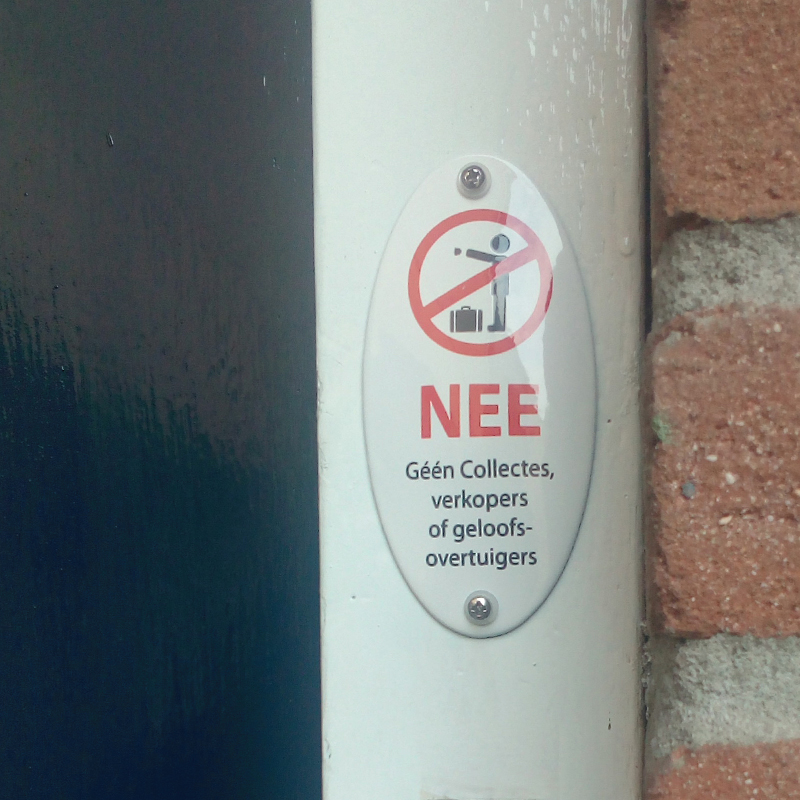 NEE
Géén Collectes,
verkopers
of geloofs-
overtuigers